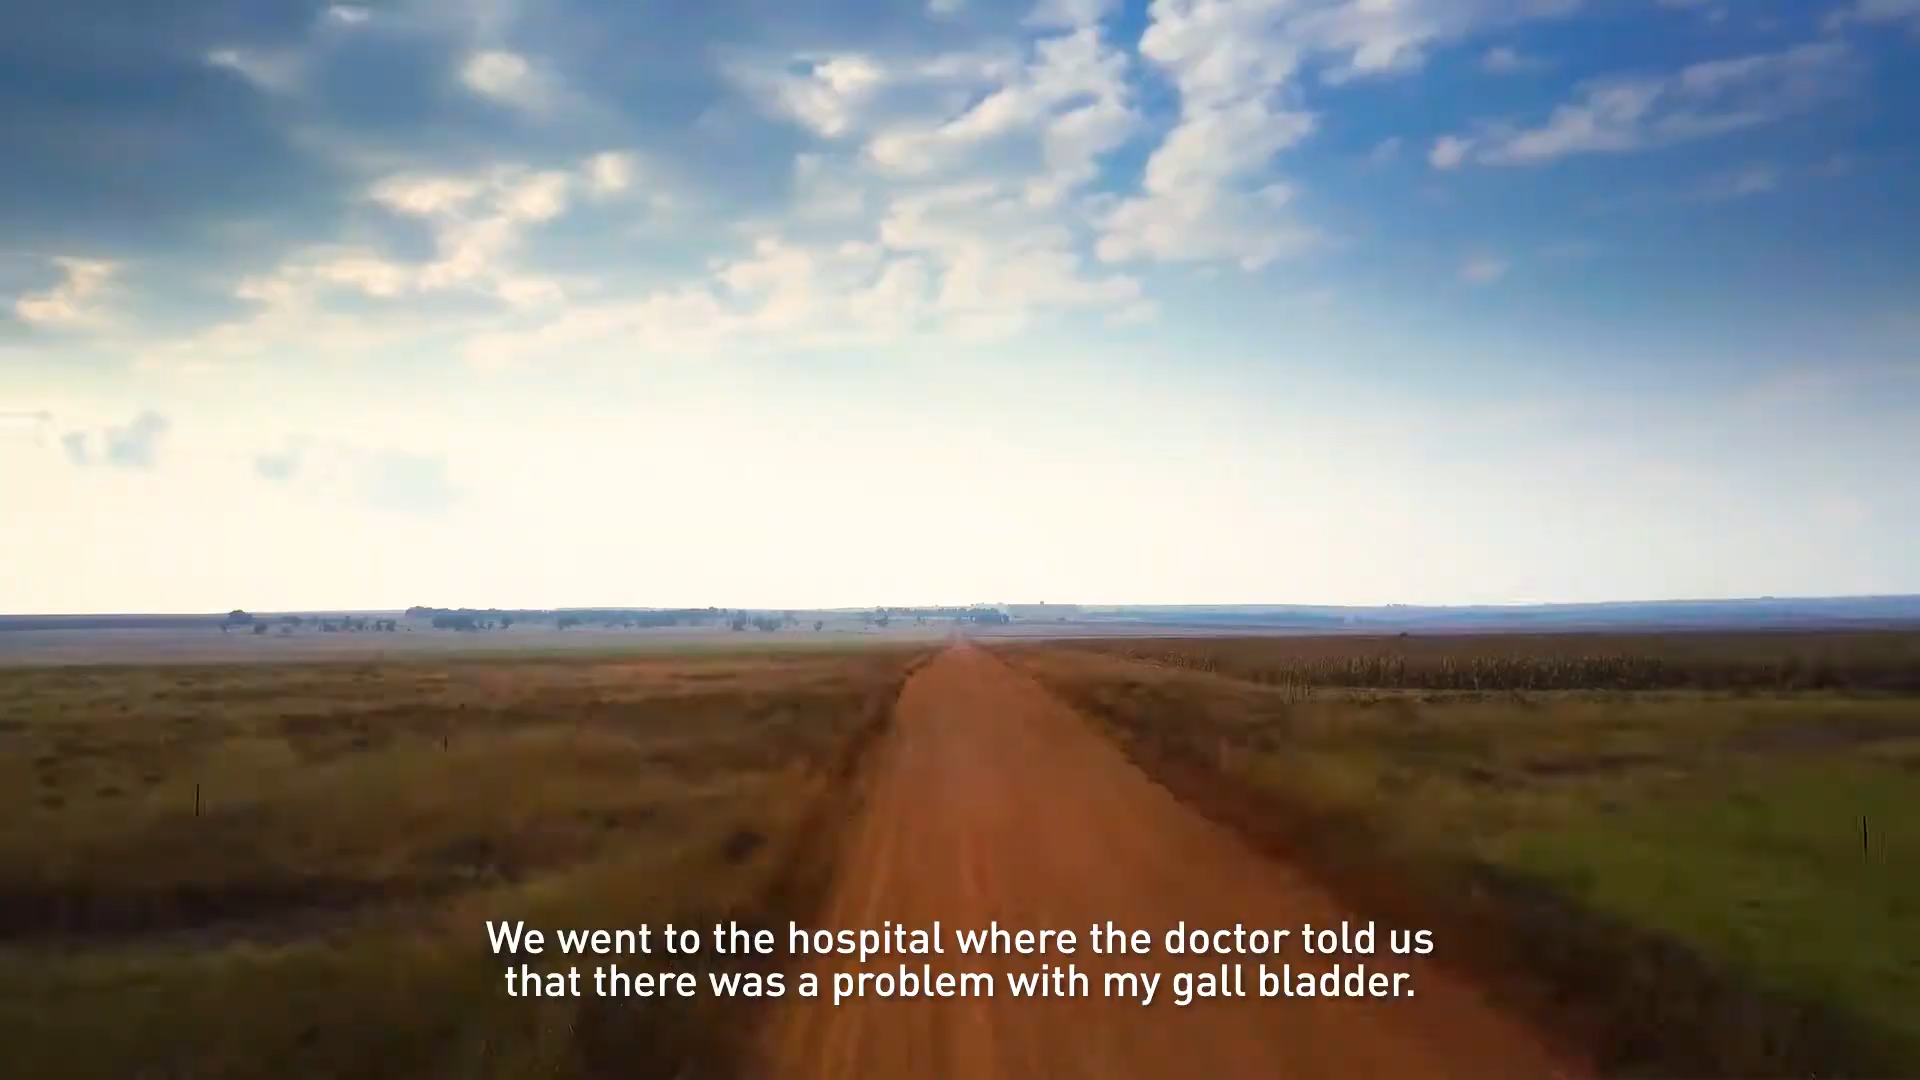 We went to the hospital where the doctor told us
that there was a problem with my gall bladder.